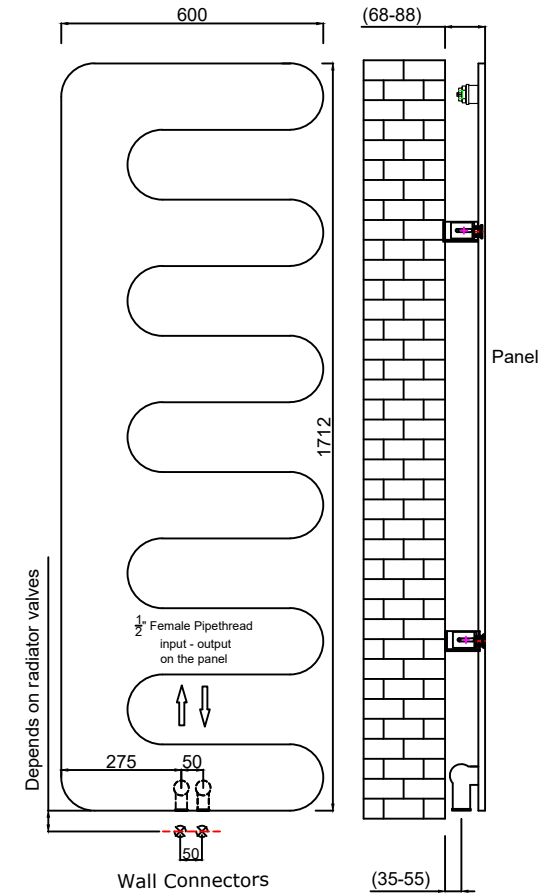 600
(68-88)
Panel
1712
Depends on radiator valves
1/2" Female Pipethread
input - output
on the panel
275
50
50
Wall Connectors
(35-55)